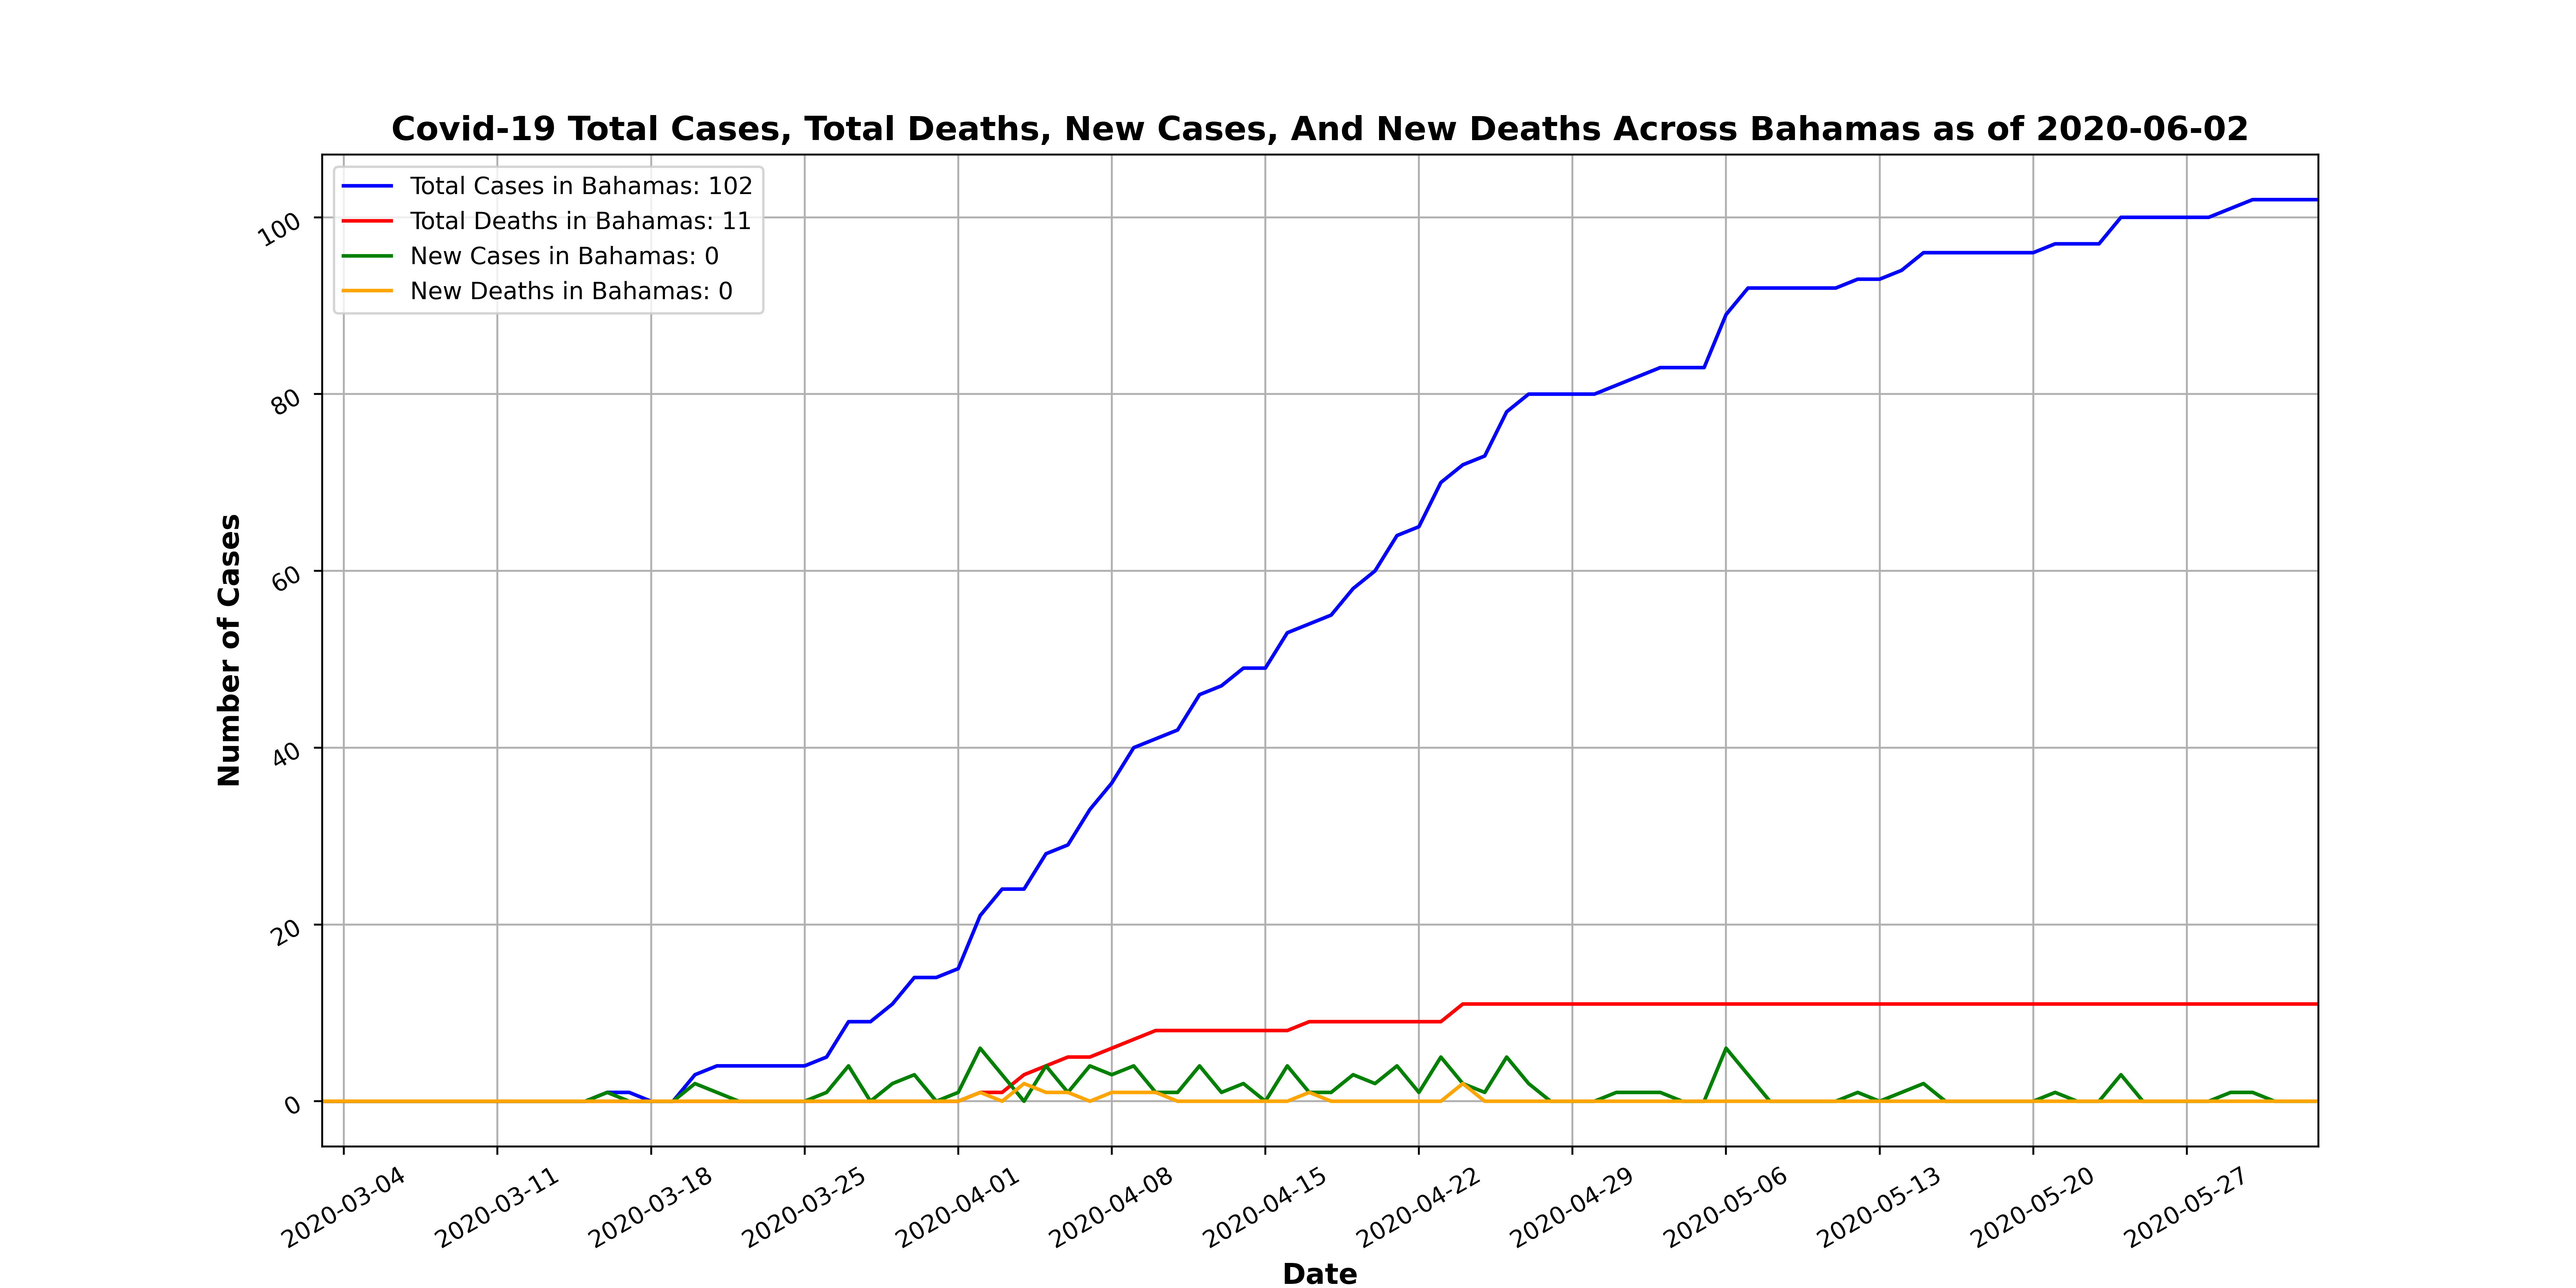 Covid-19 Total Cases, Total Deaths, New Cases, And New Deaths Across Bahamas as of 2020-06-02
Total Cases in Bahamas: 102
Total Deaths in Bahamas: 11
New Cases in Bahamas: 0
New Deaths in Bahamas: 0
Number of Cases
100
80
60
40
20
0
2020-03-04
2020-03-11
2020-03-18
2020-03-25
2020-04-01
2020-04-08
2020-04-15
2020-04-22
2020-04-29
2020-05-06
2020-05-13
2020-05-20
2020-05-27
Date